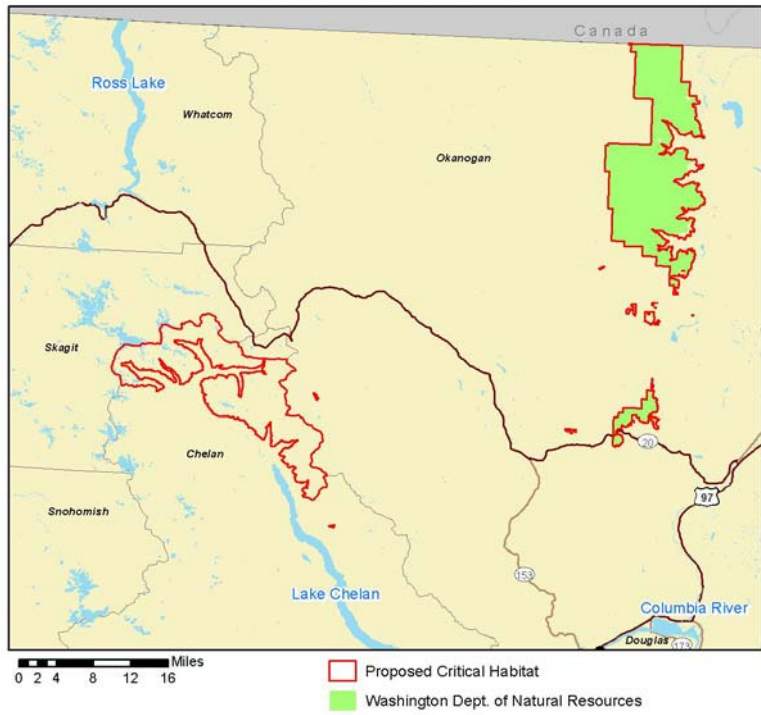 Canada
Ross Lake
Whatcom
Okanogan
Skagit
20
Chelan
97
Snohomish
153
Lake Chelan
Columbia River
Douglas
173
Miles
0 2 4 8 12 16
Proposed Critical Habitat
Washington Dept. of Natural Resources